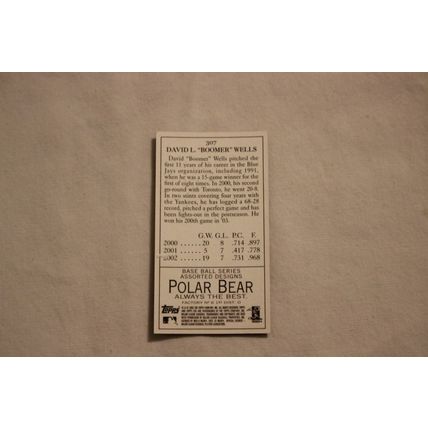 307
DAVID L. "BOOMER" WELLS
David "Boomer" Wells pitched the
first 11 years of his career in the Blue
Jays organization, including 1991,
when he was a 15-game winner for the
first of eight times. In 2000, his second
go-round with Toronto, he went 20-8.
In two stints covering four years with
the Yankees, he has logged a 68-28
record, pitched a perfect game and has
been lights-out in the postseason. He
won his 200th game in '03.
G.W. G.L. P.C. F.
2000 ...... 20 8 .714 .897
2001 ...... 5 7 .417 .778
2002 ...... 19 7 .731 .968
BASE BALL SERIES
ASSORTED DESIGNS
POLAR BEAR
ALWAYS THE BEST
Topps